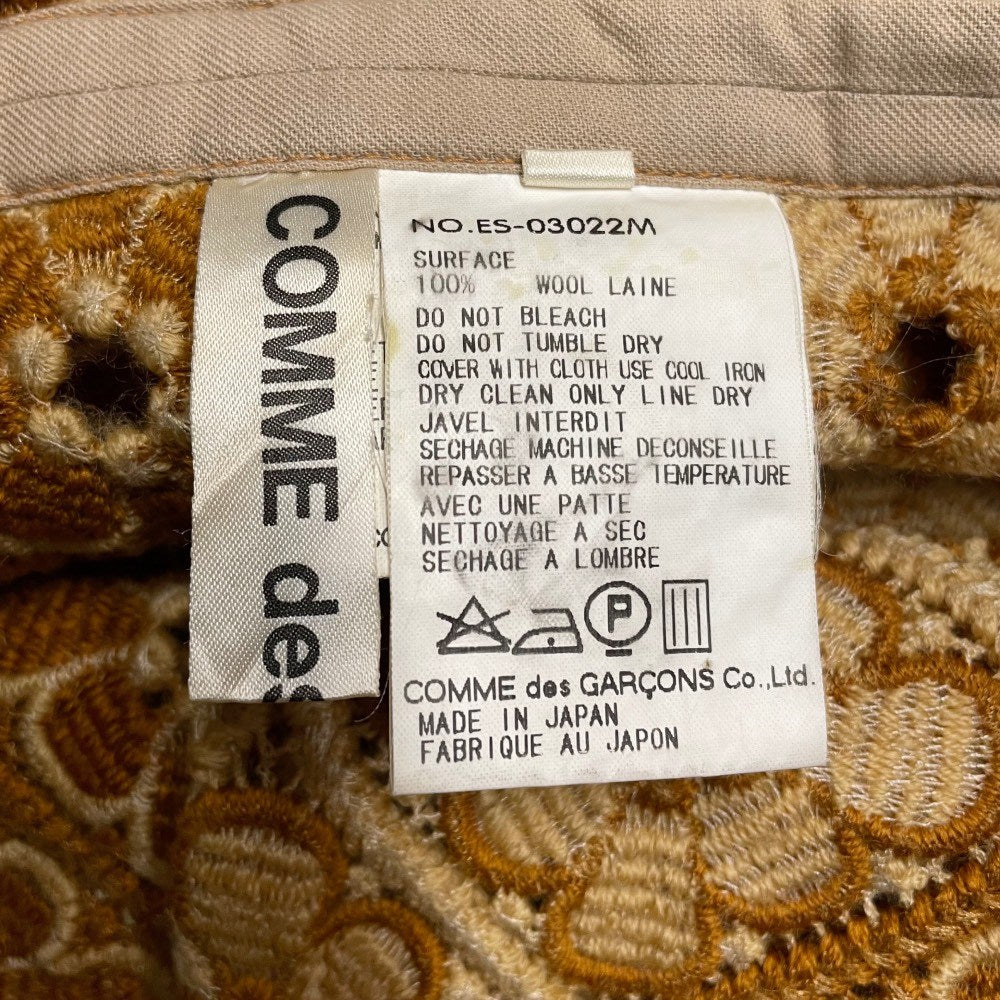 COMME des
NO.ES-03022M
SURFACE
100% WOOL LAINE
DO NOT BLEACH
DO NOT TUMBLE DRY
COVER WITH CLOTH USE COOL IRON
DRY CLEAN ONLY LINE DRY
JAVEL INTERDIT
SECHAGE MACHINE DECONSEILLE
REPASSER A BASSE TEMPERATURE
AVEC UNE PATTE
NETTOYAGE A SEC
SECHAGE A LOMBRE
P
COMME des GARÇONS Co.,Ltd.
MADE IN JAPAN
FABRIQUE AU JAPON